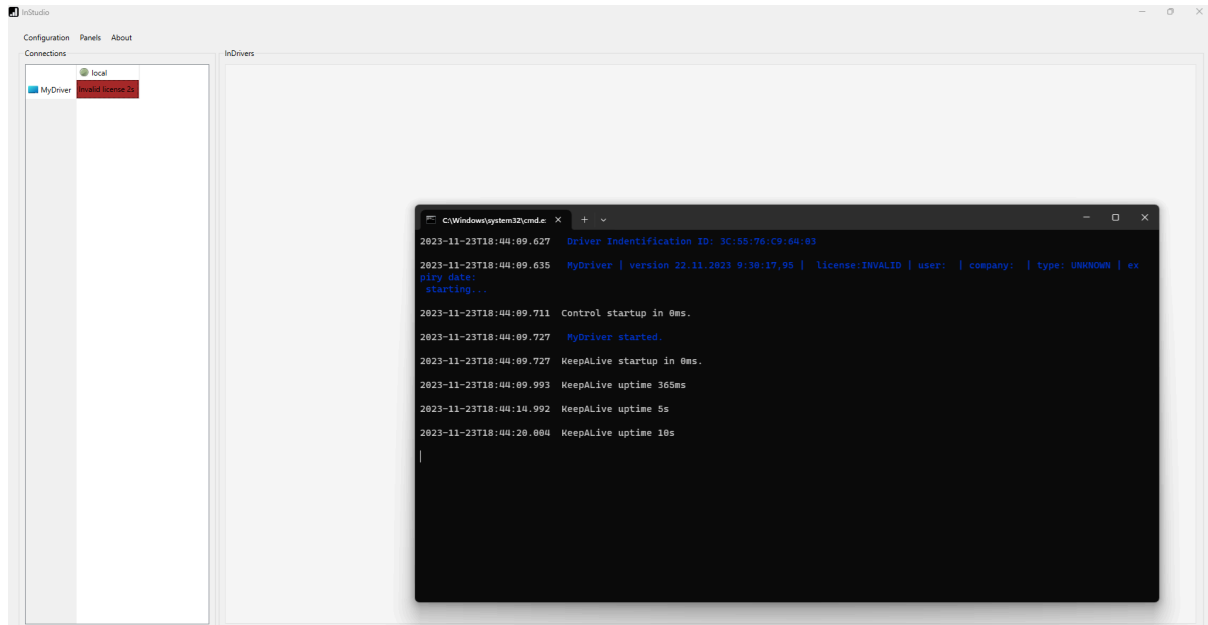 InStudio
Configuration Panels About
Connections
InDrivers
local
MyDriver Invalid license 2s
C:\Windows\system32\cmd.e:
2023-11-23T18:44:09.627 Driver Indentification ID: 3C:55:76:C9:64:03
2023-11-23T18:44:09.635 MyDriver | version 22.11.2023 9:30:17,95 | license:INVALID | user: | company: | type: UNKNOWN | ex
piry date:
starting...
2023-11-23T18:44:09.711 Control startup in 0ms.
2023-11-23T18:44:09.727 MyDriver started.
2023-11-23T18:44:09.727 KeepALive startup in 0ms.
2023-11-23T18:44:09.993 KeepALive uptime 365ms
2023-11-23T18:44:14.992 KeepALive uptime 5s
2023-11-23T18:44:20.004 KeepALive uptime 10s